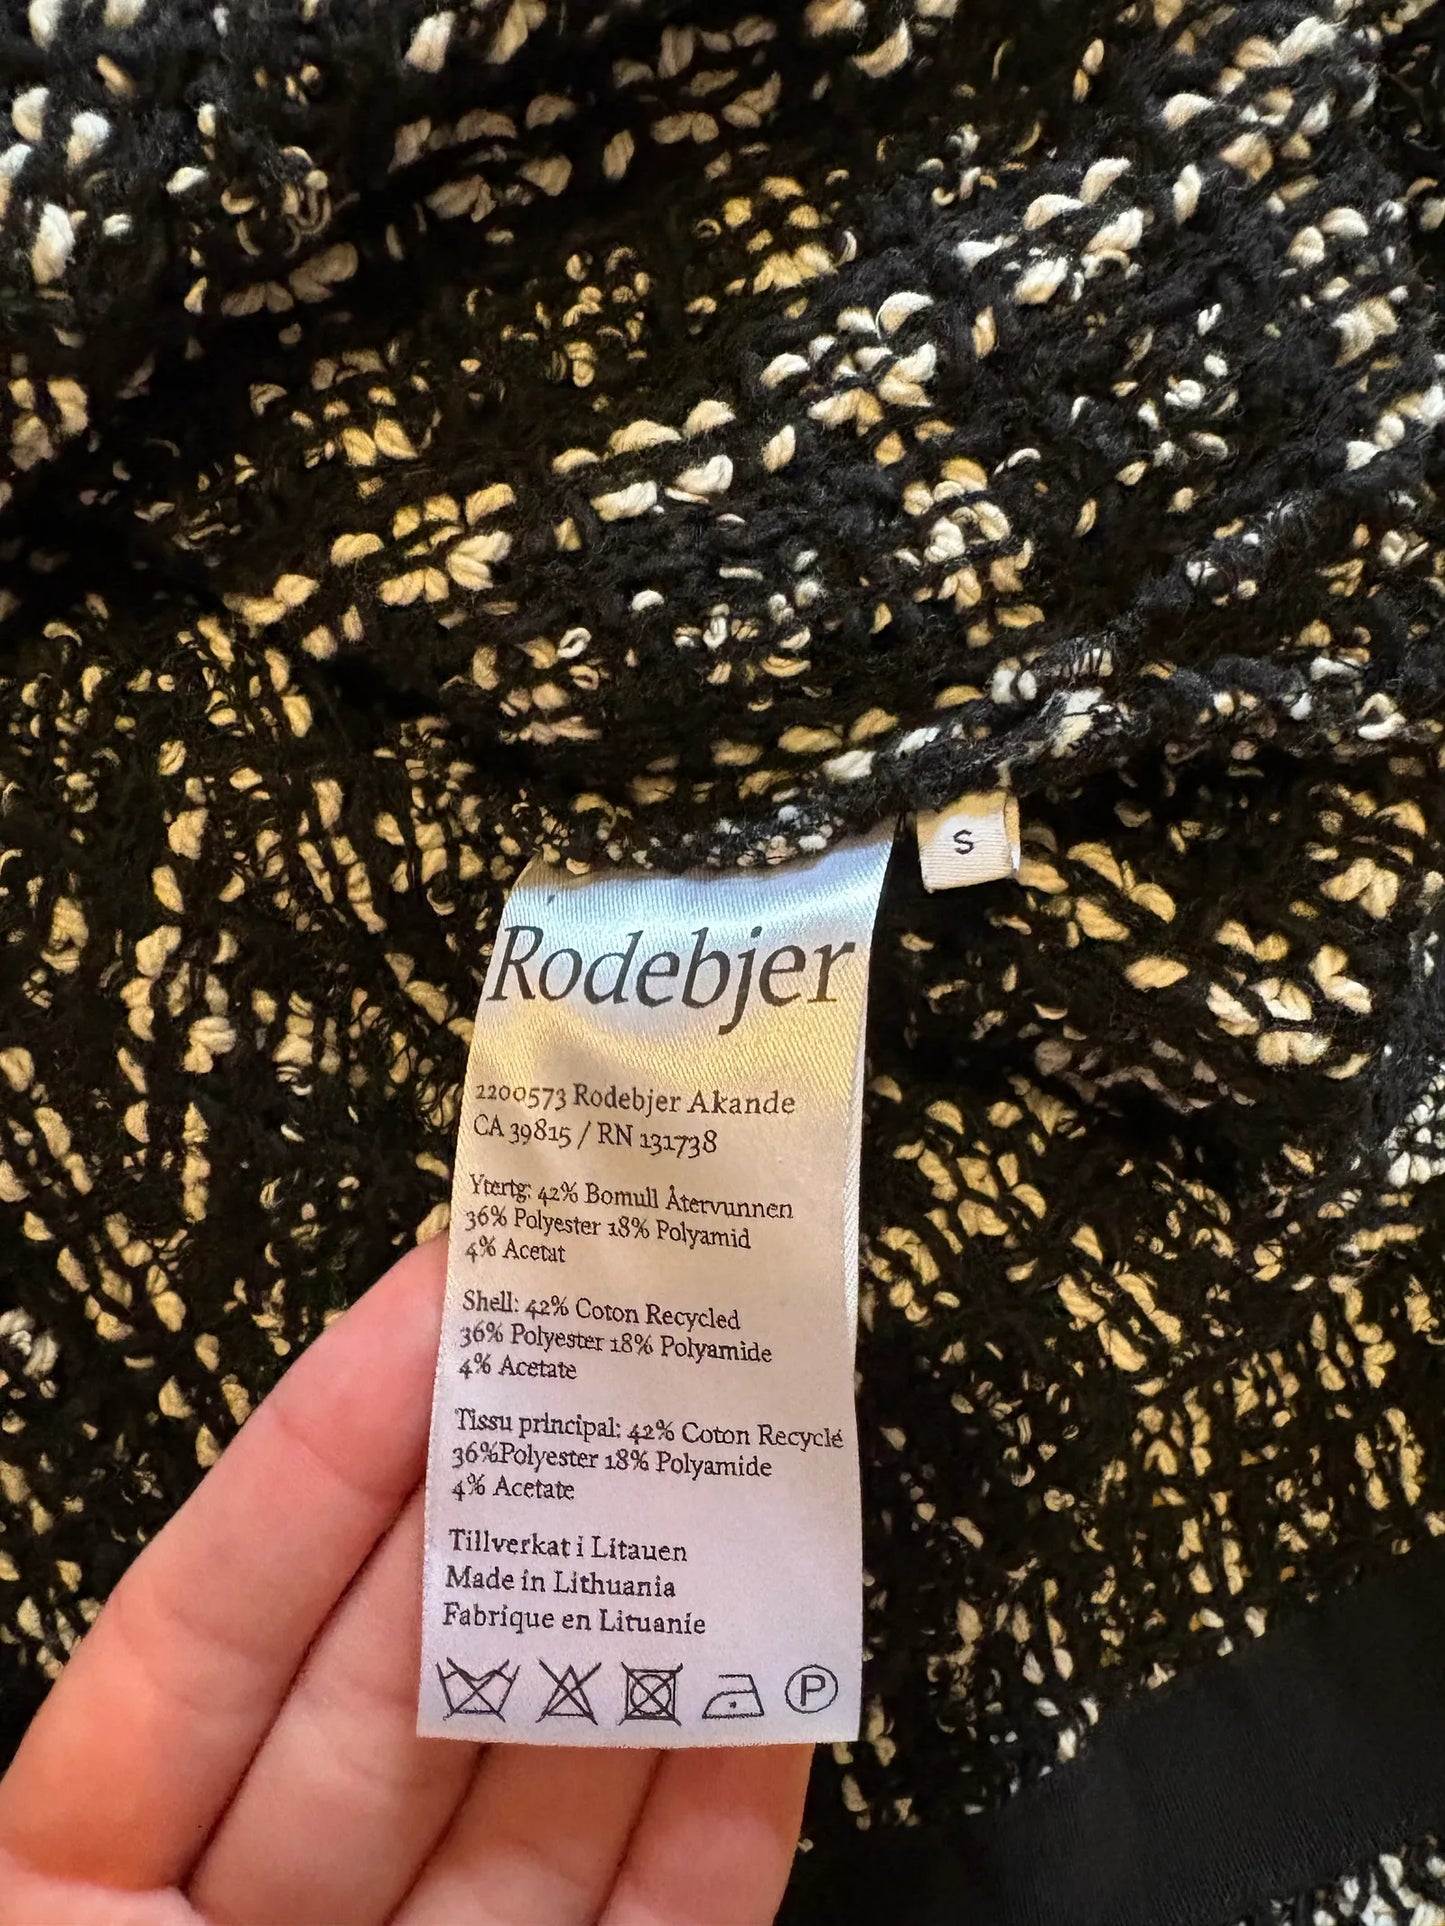 S
Rodebjer
2200573 Rodebjer Akande
CA 39815 / RN 131738
Ytertg: 42% Bomull Återvunnen
36% Polyester 18% Polyamid
4% Acetat
Shell: 42% Coton Recycled
36% Polyester 18% Polyamide
4% Acetate
Tissu principal: 42% Coton Recyclé
36%Polyester 18% Polyamide
4% Acetate
Tillverkat i Litauen
Made in Lithuania
Fabrique en Lituanie
P